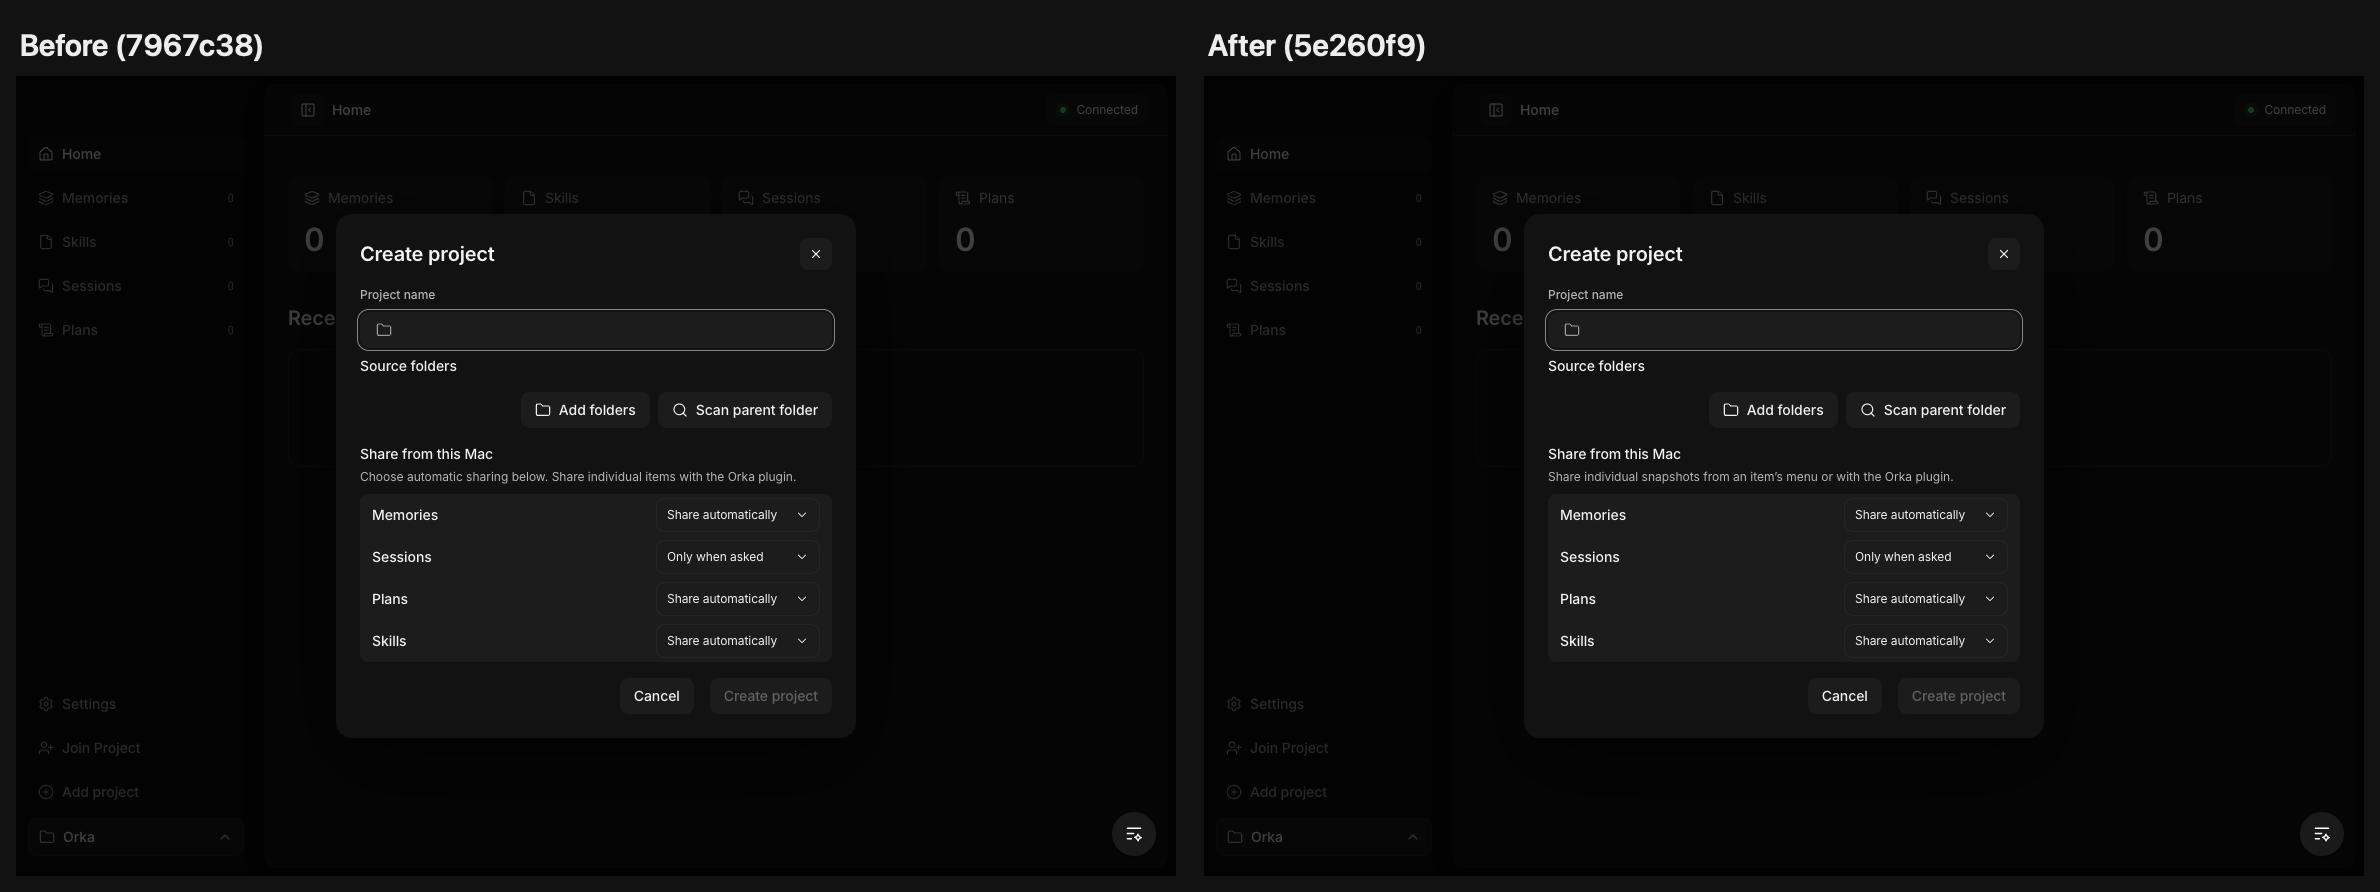 Before (7967c38)
Home
Connected
Home
Memories 0
Skills 0
Sessions 0
Plans 0
Memories
0
Skills
Sessions
Plans
0
Rece
Create project
Project name
Source folders
Add folders
Scan parent folder
Share from this Mac
Choose automatic sharing below. Share individual items with the Orka plugin.
Memories Share automatically
Sessions Only when asked
Plans Share automatically
Skills Share automatically
Cancel
Create project
Settings
Join Project
Add project
Orka
After (5e260f9)
Home
Connected
Home
Memories 0
Skills 0
Sessions 0
Plans 0
Memories
0
Skills
Sessions
Plans
0
Rece
Create project
Project name
Source folders
Add folders
Scan parent folder
Share from this Mac
Share individual snapshots from an item’s menu or with the Orka plugin.
Memories Share automatically
Sessions Only when asked
Plans Share automatically
Skills Share automatically
Cancel
Create project
Settings
Join Project
Add project
Orka